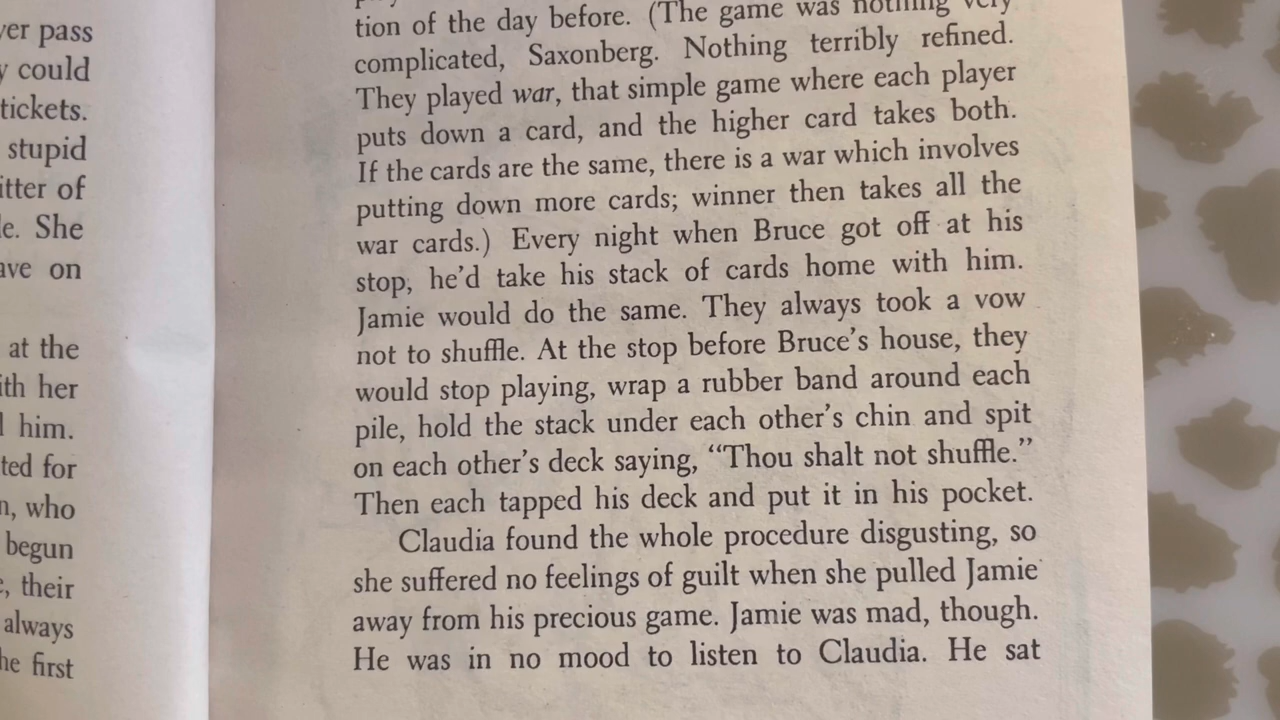 ver pass
y could
tickets.
stupid
itter of
le. She
ave on
at the
ith her
l him.
ted for
n, who
begun
e, their
always
he first
tion of the day before. (The game was nothing very
complicated, Saxonberg. Nothing terribly refined.
They played war, that simple game where each player
puts down a card, and the higher card takes both.
If the cards are the same, there is a war which involves
putting down more cards; winner then takes all the
war cards.) Every night when Bruce got off at his
stop, he’d take his stack of cards home with him.
Jamie would do the same. They always took a vow
not to shuffle. At the stop before Bruce’s house, they
would stop playing, wrap a rubber band around each
pile, hold the stack under each other’s chin and spit
on each other’s deck saying, “Thou shalt not shuffle.”
Then each tapped his deck and put it in his pocket.
Claudia found the whole procedure disgusting, so
she suffered no feelings of guilt when she pulled Jamie
away from his precious game. Jamie was mad, though.
He was in no mood to listen to Claudia. He sat